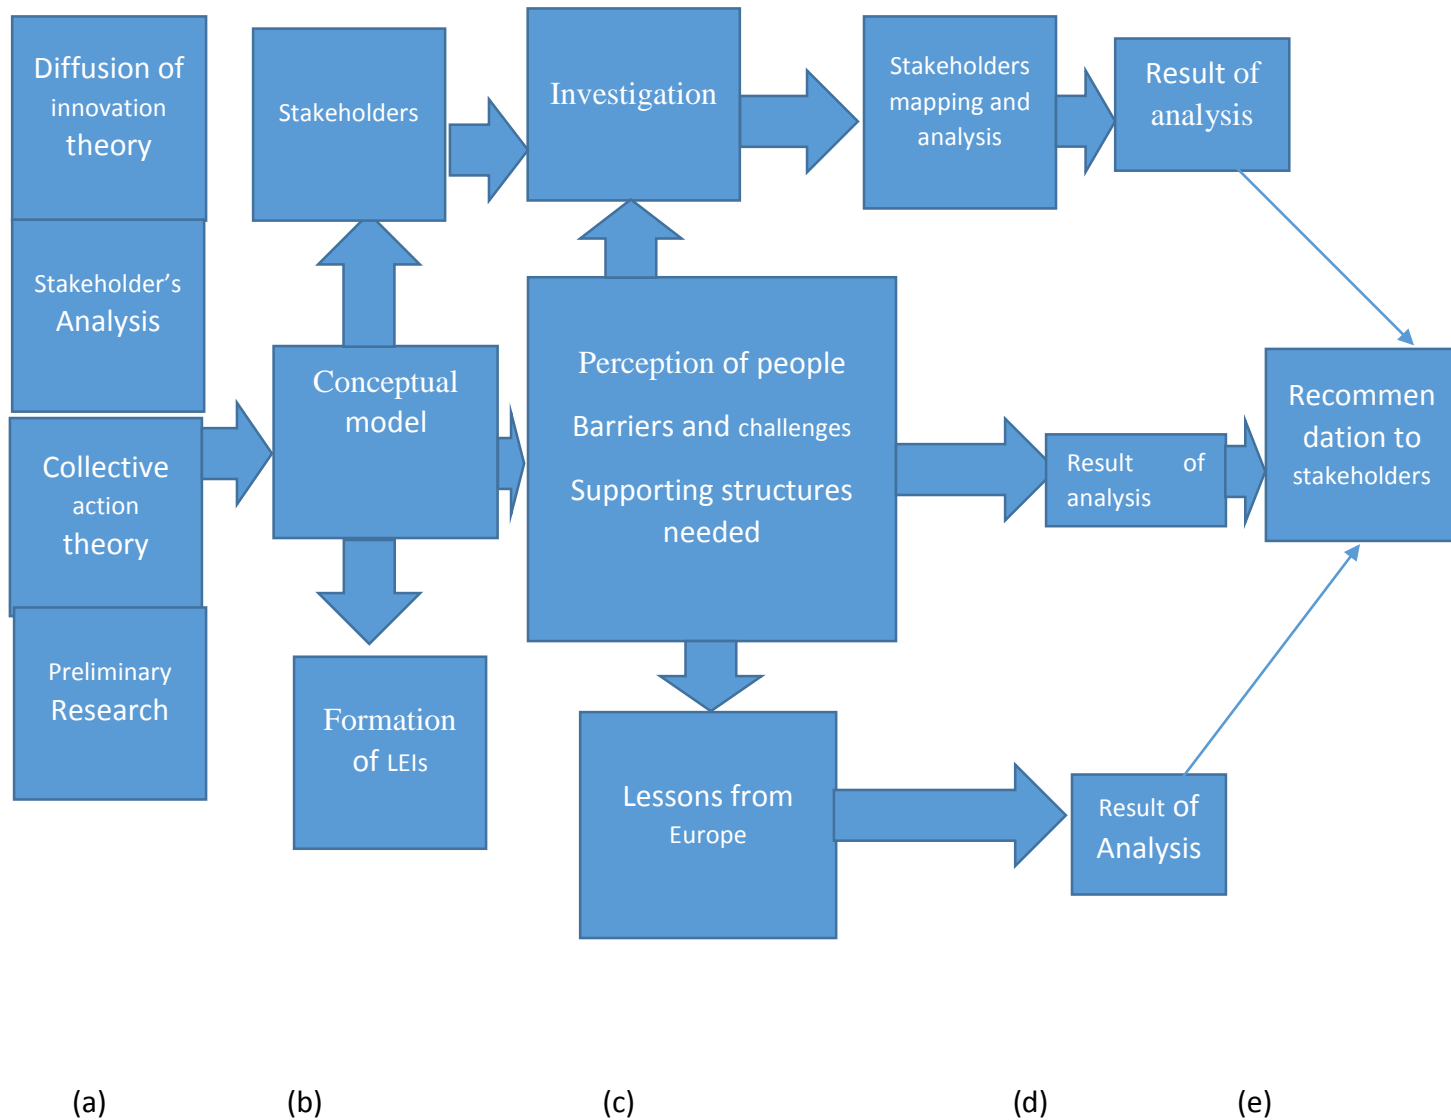 Diffusion of
innovation
theory
Stakeholder's
Analysis
Collective
action
theory
Preliminary
Research
Stakeholders
Conceptual
model
Formation
of LEIs
Investigation
Perception of people
Barriers and challenges
Supporting structures
needed
Lessons from
Europe
Stakeholders
mapping and
analysis
Result of
analysis
Result of
analysis
Result of
Analysis
Recommen
dation to
stakeholders
(a) (b) (c) (d) (e)